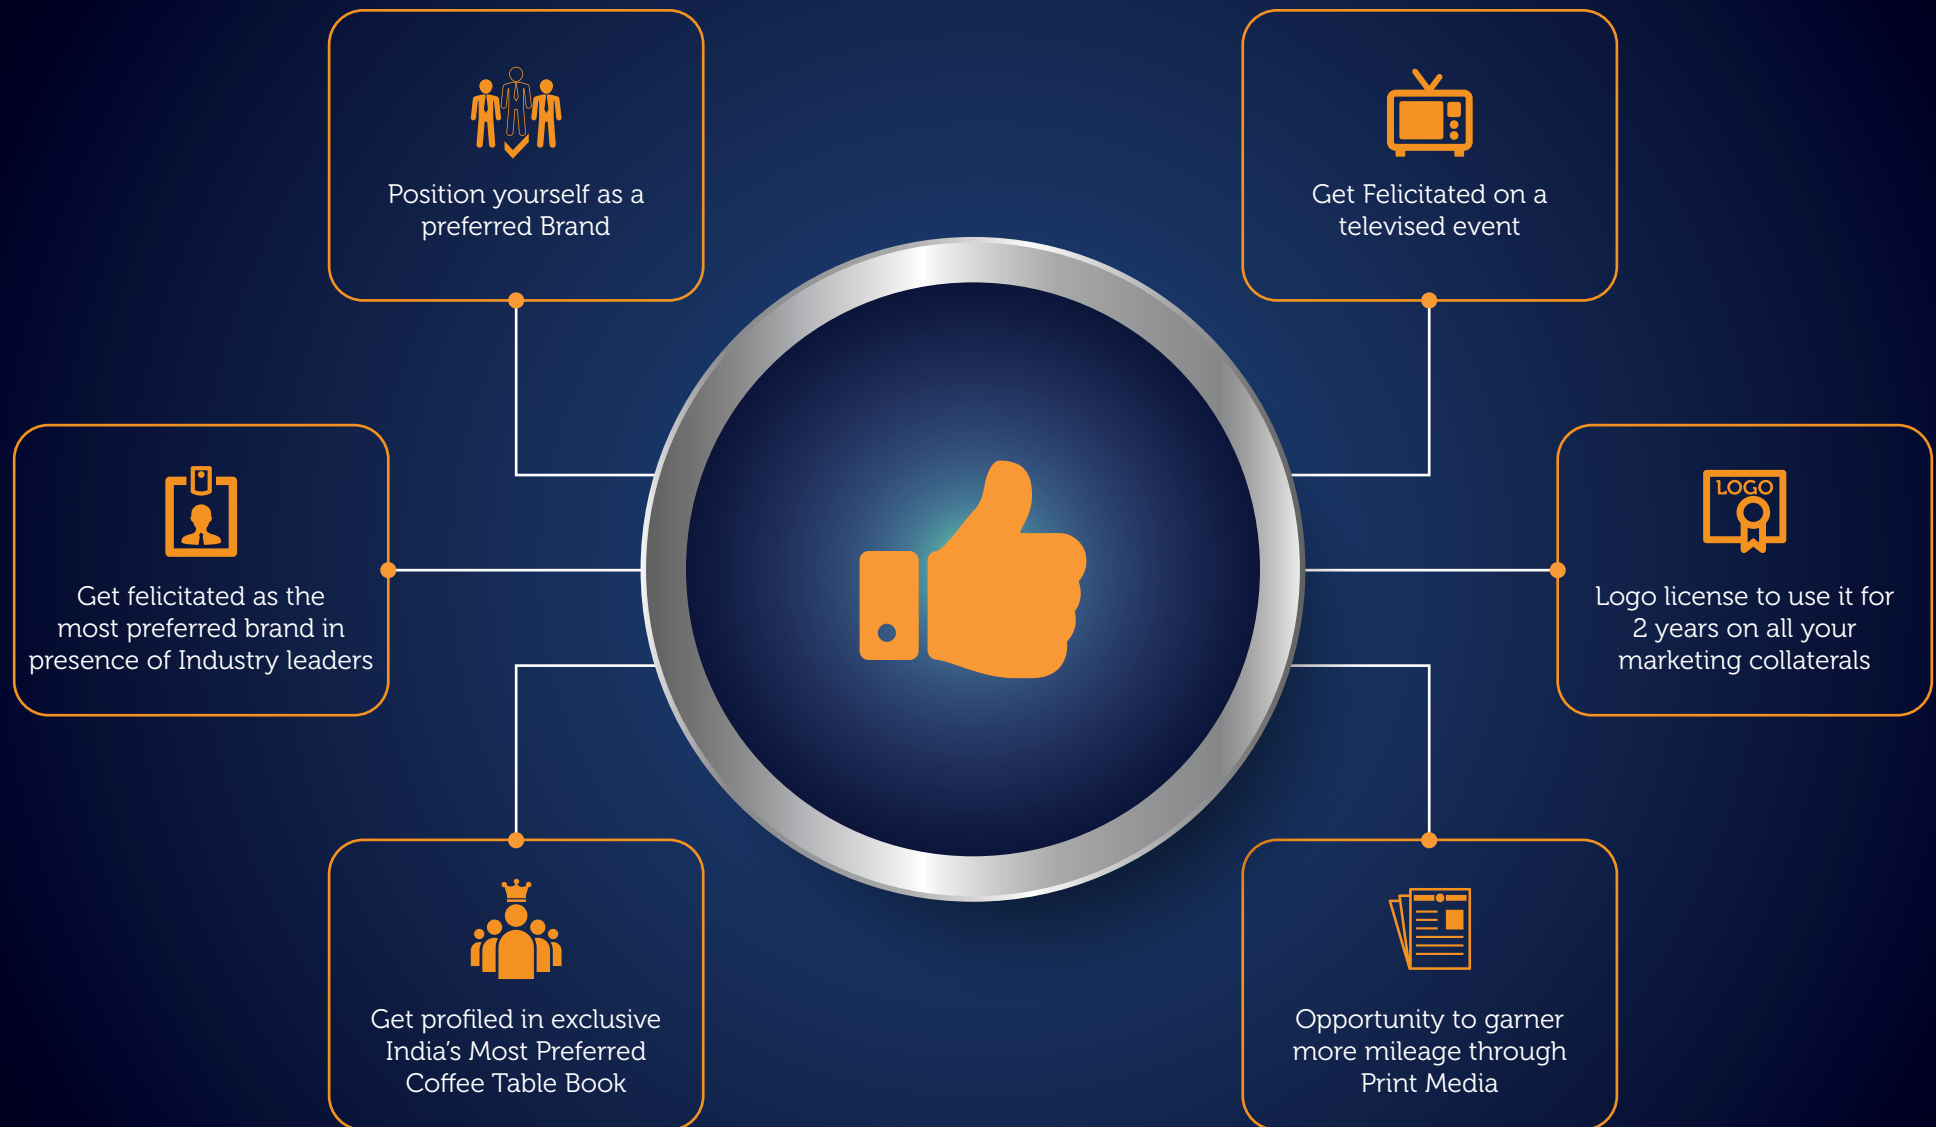 Position yourself as a
preferred Brand
Get Felicitated on a
televised event
Get felicitated as the
most preferred brand in
presence of Industry leaders
LOGO
Logo license to use it for
2 years on all your
marketing collaterals
Get profiled in exclusive
India's Most Preferred
Coffee Table Book
Opportunity to garner
more mileage through
Print Media